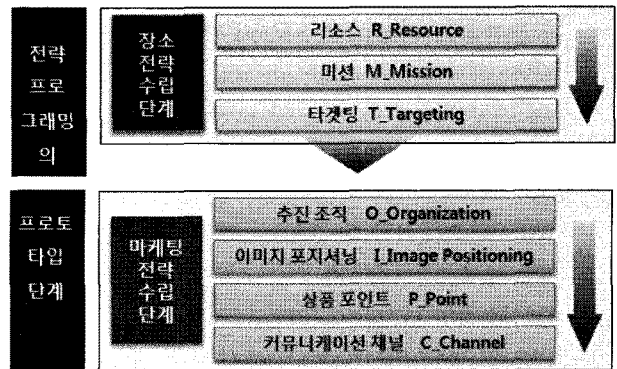 전략
프로
그래밍
의
장소
전략
수립
단계
리소스 R_Resource
미션 M_Mission
타겟팅 T_Targeting
프로토
타입
단계
마케팅
전략
수립
단계
추진 조직 O_Organization
이미지 포지셔닝 I_Image Positioning
상품 포인트 P_Point
커뮤니케이션 채널 C_Channel